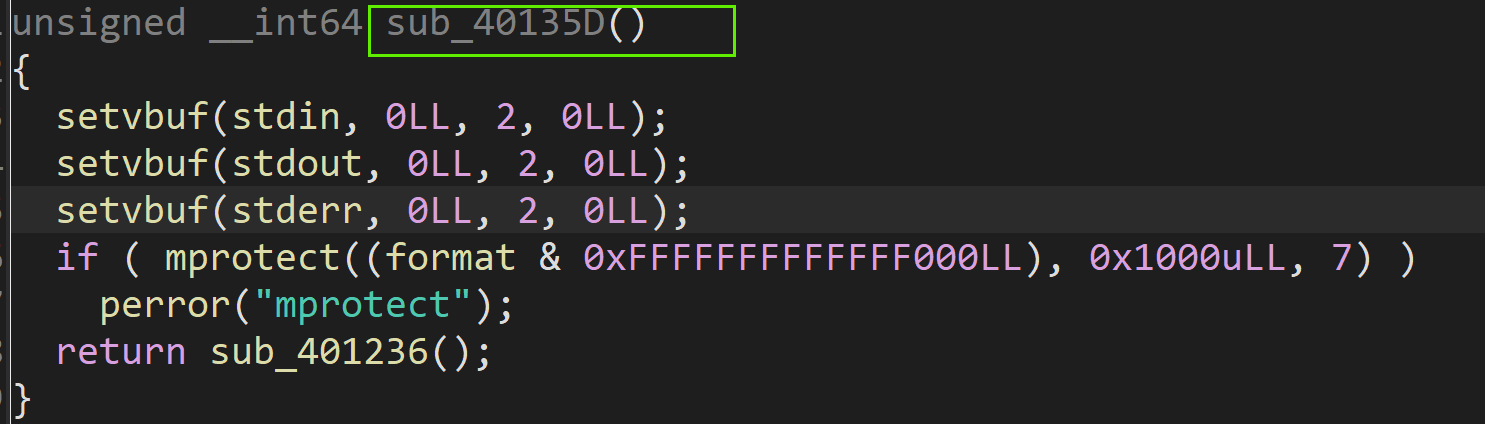 unsigned __int64 sub_40135D()
{
  setvbuf(stdin, 0LL, 2, 0LL);
  setvbuf(stdout, 0LL, 2, 0LL);
  setvbuf(stderr, 0LL, 2, 0LL);
  if ( mprotect((format & 0xFFFFFFFFFFFFF000LL), 0x1000uLL, 7) )
    perror("mprotect");
  return sub_401236();
}